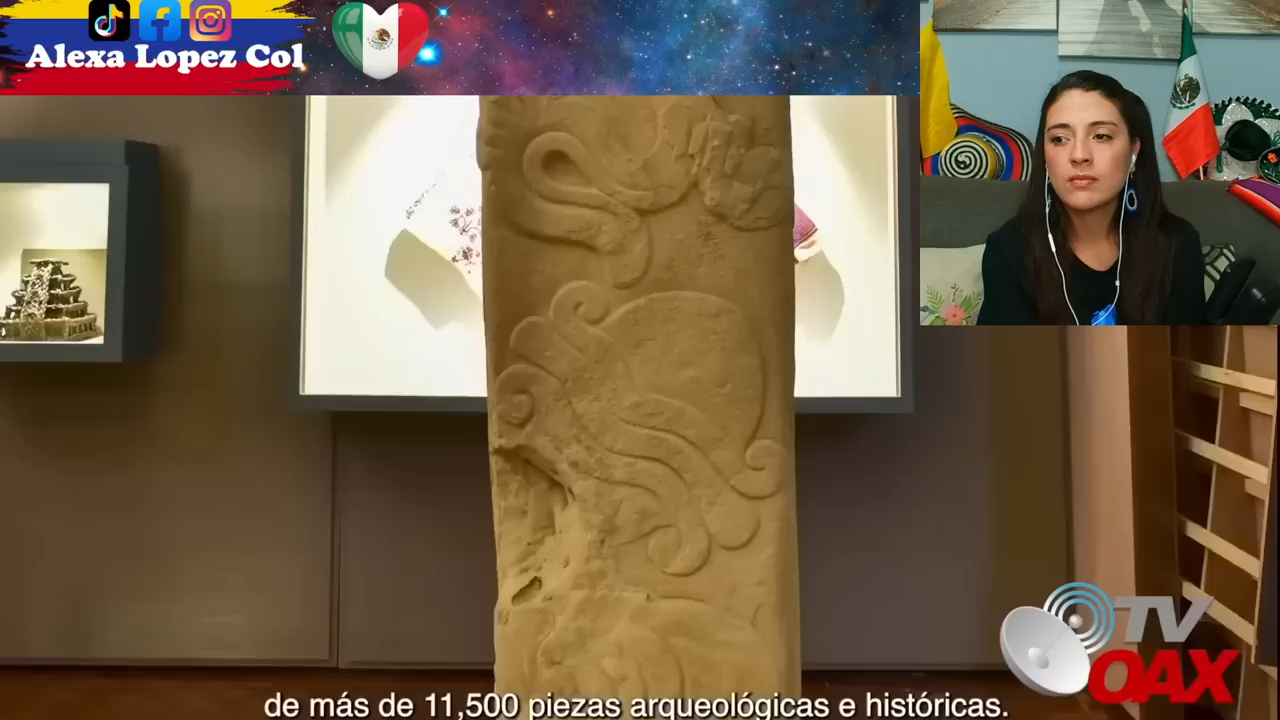 Alexa Lopez Col
TV
OAX
de más de 11,500 piezas arqueológicas e históricas.